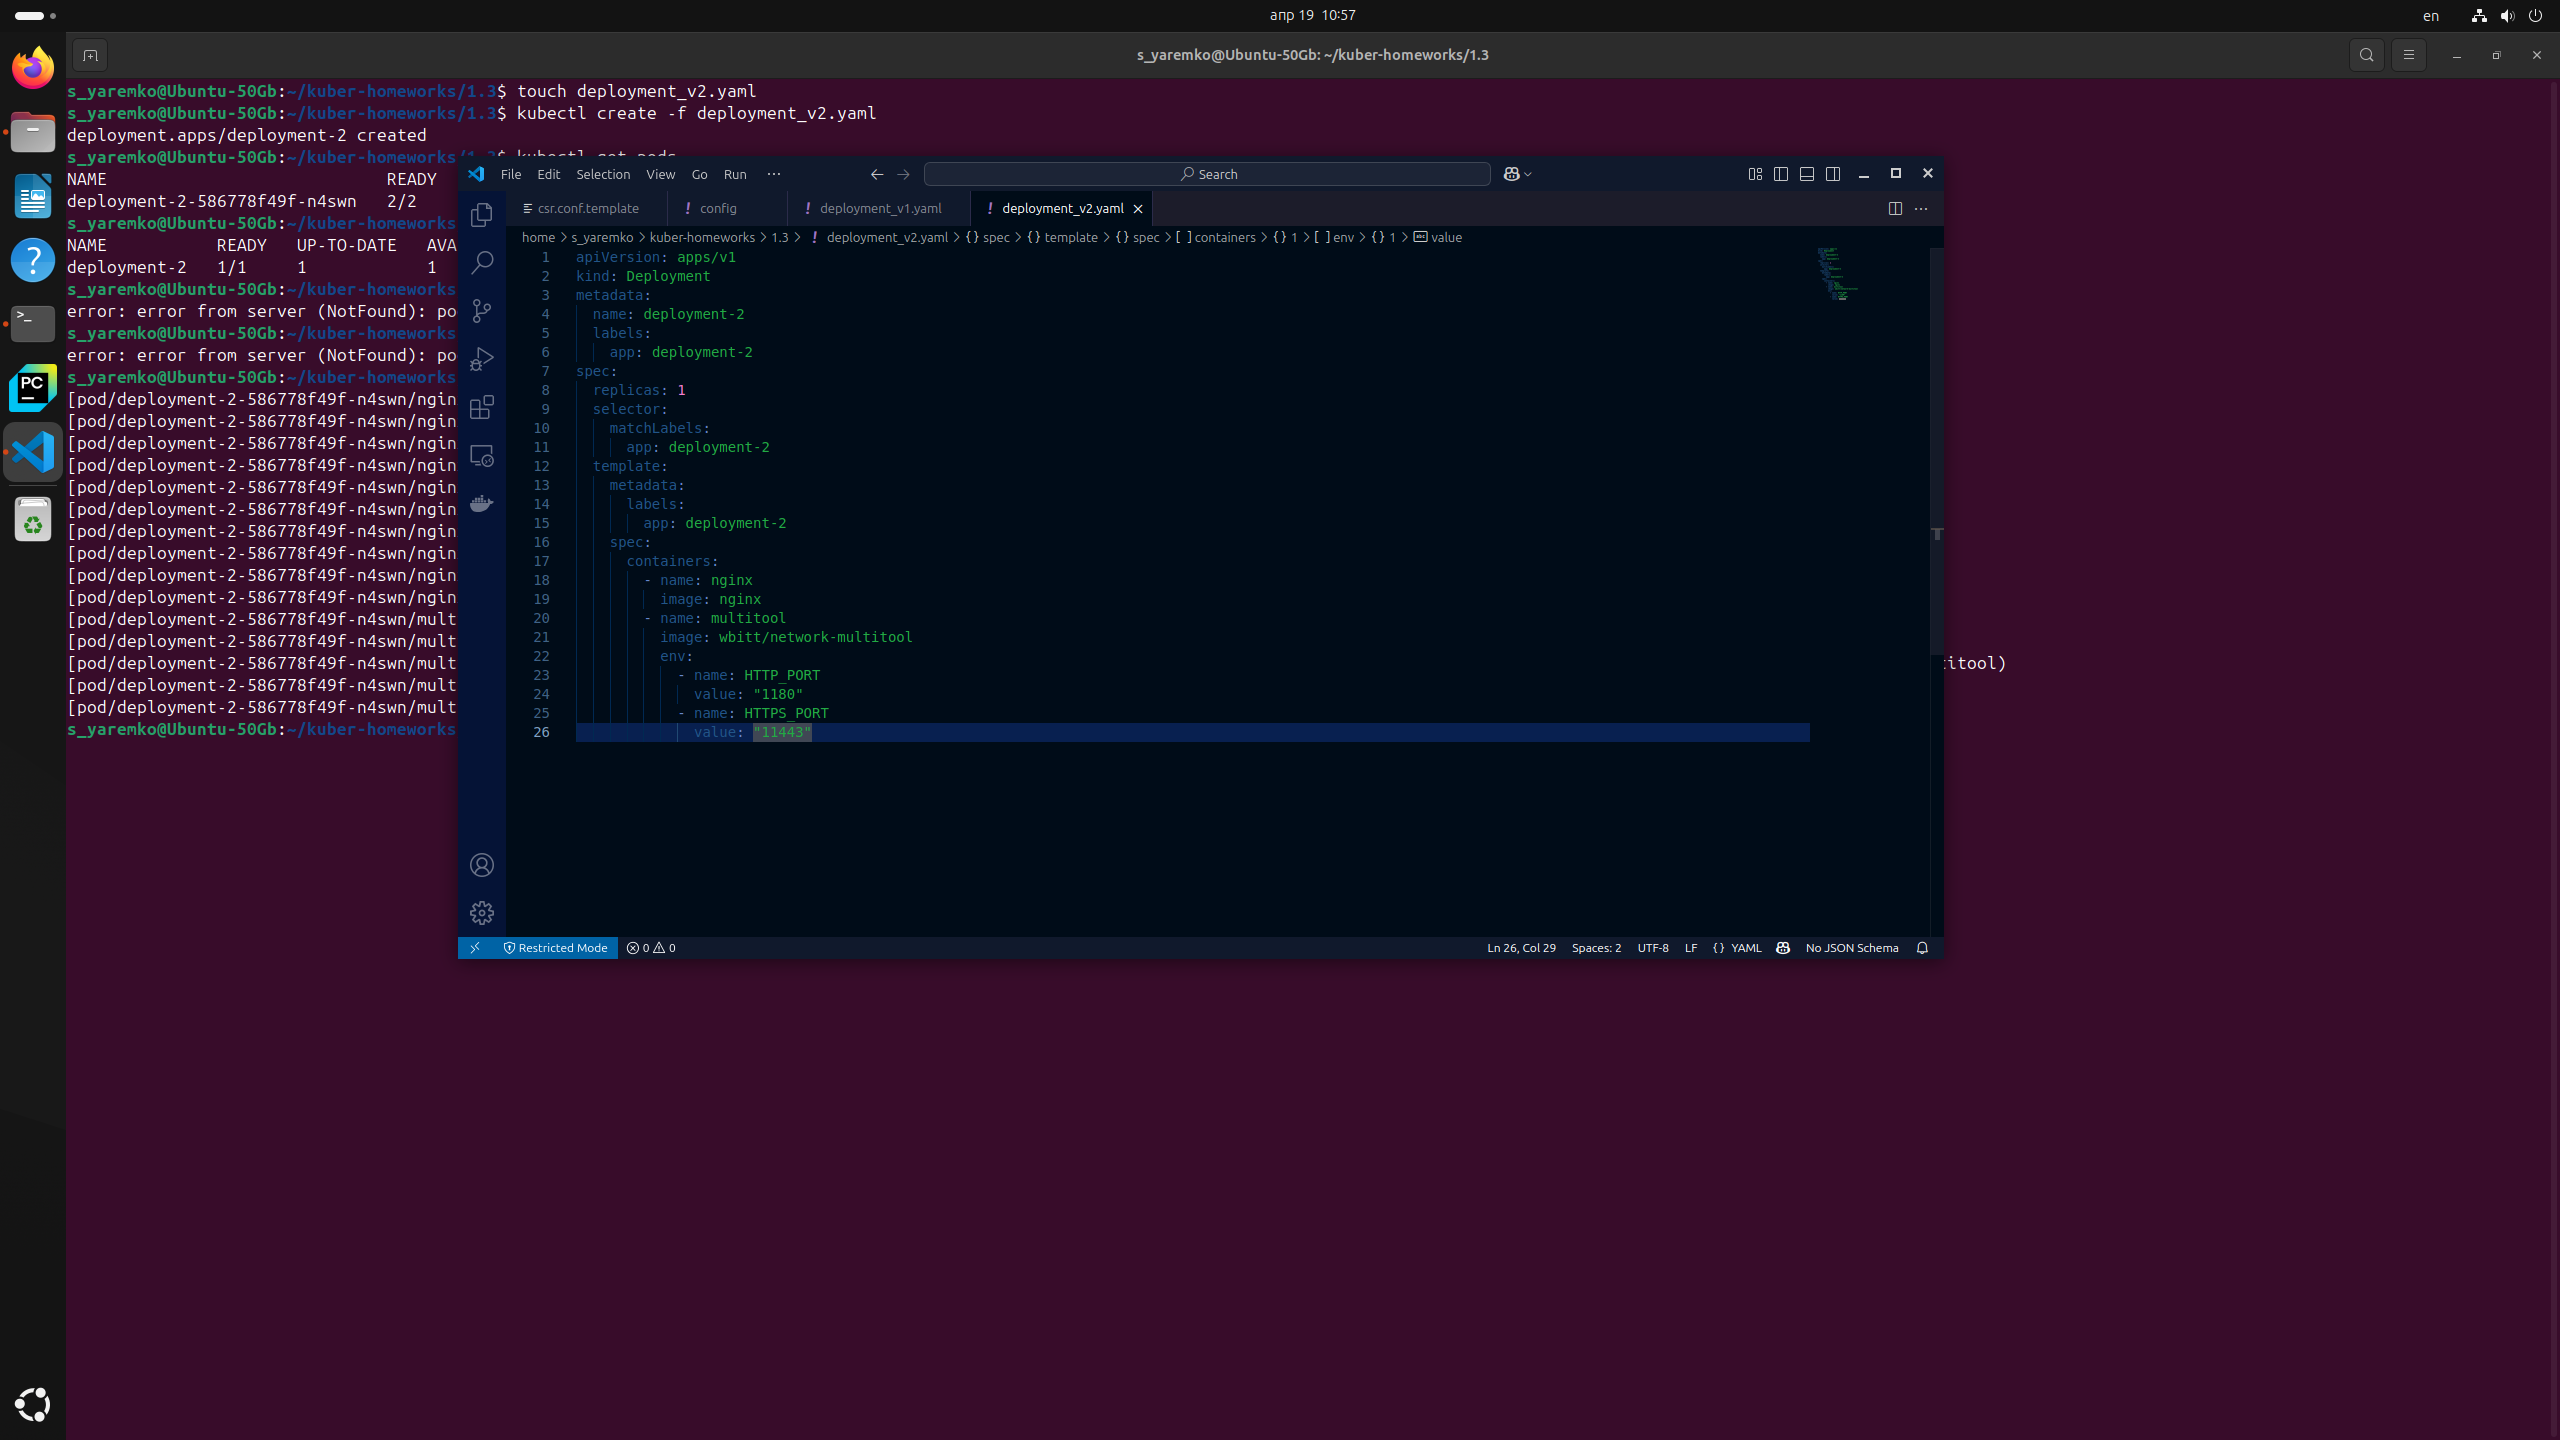 апр 19 10:57
en
s_yaremko@Ubuntu-50Gb: ~/kuber-homeworks/1.3
s_yaremko@Ubuntu-50Gb:~/kuber-homeworks/1.3$ touch deployment_v2.yaml
s_yaremko@Ubuntu-50Gb:~/kuber-homeworks/1.3$ kubectl create -f deployment_v2.yaml
deployment.apps/deployment-2 created
s_yaremko@Ubuntu-50Gb:~/kuber-homeworks/1.3$ kubectl get pods
NAME READY
deployment-2-586778f49f-n4swn 2/2
s_yaremko@Ubuntu-50Gb:~/kuber-homeworks
NAME READY UP-TO-DATE AVA
deployment-2 1/1 1 1
s_yaremko@Ubuntu-50Gb:~/kuber-homeworks
error: error from server (NotFound): po
s_yaremko@Ubuntu-50Gb:~/kuber-homeworks
error: error from server (NotFound): po
s_yaremko@Ubuntu-50Gb:~/kuber-homeworks
[pod/deployment-2-586778f49f-n4swn/ngin
[pod/deployment-2-586778f49f-n4swn/ngin
[pod/deployment-2-586778f49f-n4swn/ngin
[pod/deployment-2-586778f49f-n4swn/ngin
[pod/deployment-2-586778f49f-n4swn/ngin
[pod/deployment-2-586778f49f-n4swn/ngin
[pod/deployment-2-586778f49f-n4swn/ngin
[pod/deployment-2-586778f49f-n4swn/ngin
[pod/deployment-2-586778f49f-n4swn/ngin
[pod/deployment-2-586778f49f-n4swn/ngin
[pod/deployment-2-586778f49f-n4swn/mult
[pod/deployment-2-586778f49f-n4swn/mult
[pod/deployment-2-586778f49f-n4swn/mult
itool)
[pod/deployment-2-586778f49f-n4swn/mult
[pod/deployment-2-586778f49f-n4swn/mult
s_yaremko@Ubuntu-50Gb:~/kuber-homeworks
File Edit Selection View Go Run ···
Search
csr.conf.template
! config
! deployment_v1.yaml
! deployment_v2.yaml
home > s_yaremko > kuber-homeworks > 1.3 > ! deployment_v2.yaml > {} spec > {} template > {} spec > [ ] containers > {} 1 > [ ] env > {} 1 > value
1 apiVersion: apps/v1
2 kind: Deployment
3 metadata:
4 name: deployment-2
5 labels:
6 app: deployment-2
7 spec:
8 replicas: 1
9 selector:
10 matchLabels:
11 app: deployment-2
12 template:
13 metadata:
14 labels:
15 app: deployment-2
16 spec:
17 containers:
18 - name: nginx
19 image: nginx
20 - name: multitool
21 image: wbitt/network-multitool
22 env:
23 - name: HTTP_PORT
24 value: "1180"
25 - name: HTTPS_PORT
26 value: "11443"
Restricted Mode
0
0
Ln 26, Col 29
Spaces: 2
UTF-8
LF
{} YAML
No JSON Schema
PC